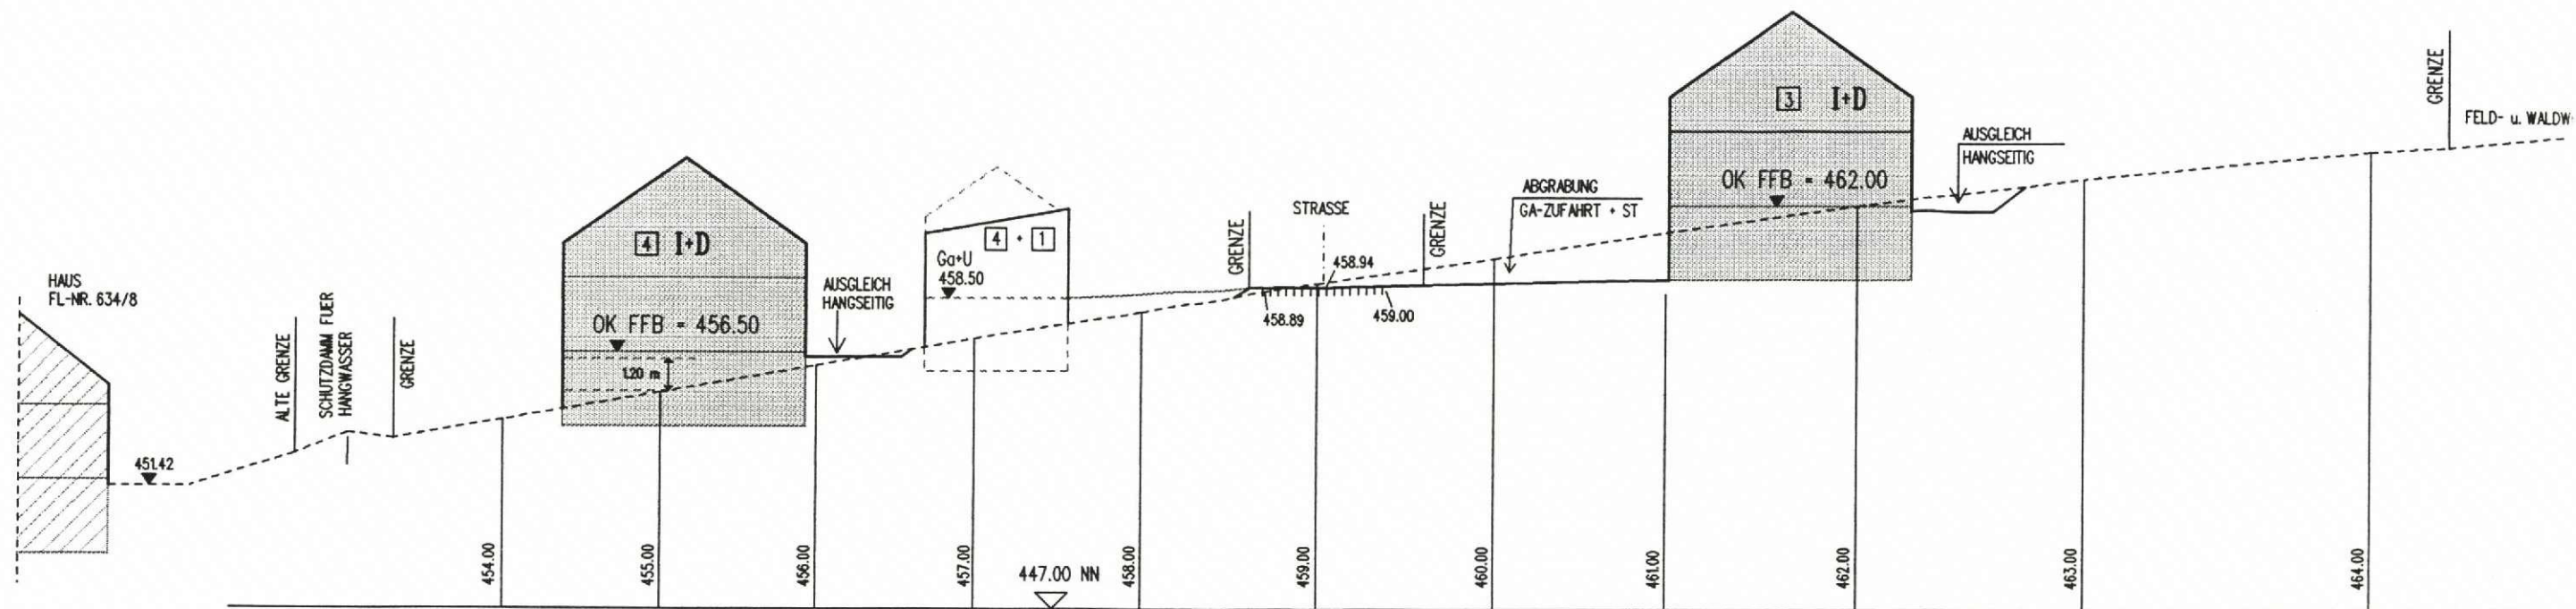 HAUS
FL-NR. 634/8
451.42
ALTE GRENZE
SCHUTZDAMM FUER
HANGWASSER
GRENZE
4 I+D
OK FFB = 456.50
1.20 m
AUSGLEICH
HANGSEITIG
4 + 1
Ga+U
458.50
GRENZE
STRASSE
458.94
458.89
459.00
GRENZE
ABGRABUNG
GA-ZUFAHRT + ST
3 I+D
OK FFB = 462.00
AUSGLEICH
HANGSEITIG
GRENZE
FELD- u. WALDW
454.00
455.00
456.00
457.00
447.00 NN
458.00
459.00
460.00
461.00
462.00
463.00
464.00